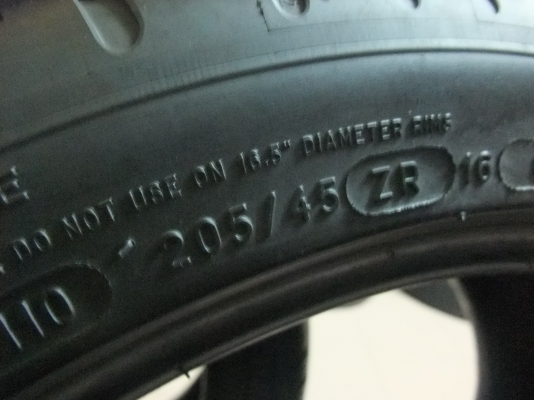 E
DO NOT USE ON 16.5" DIAMETER RIMS
205/45 ZR 16
110